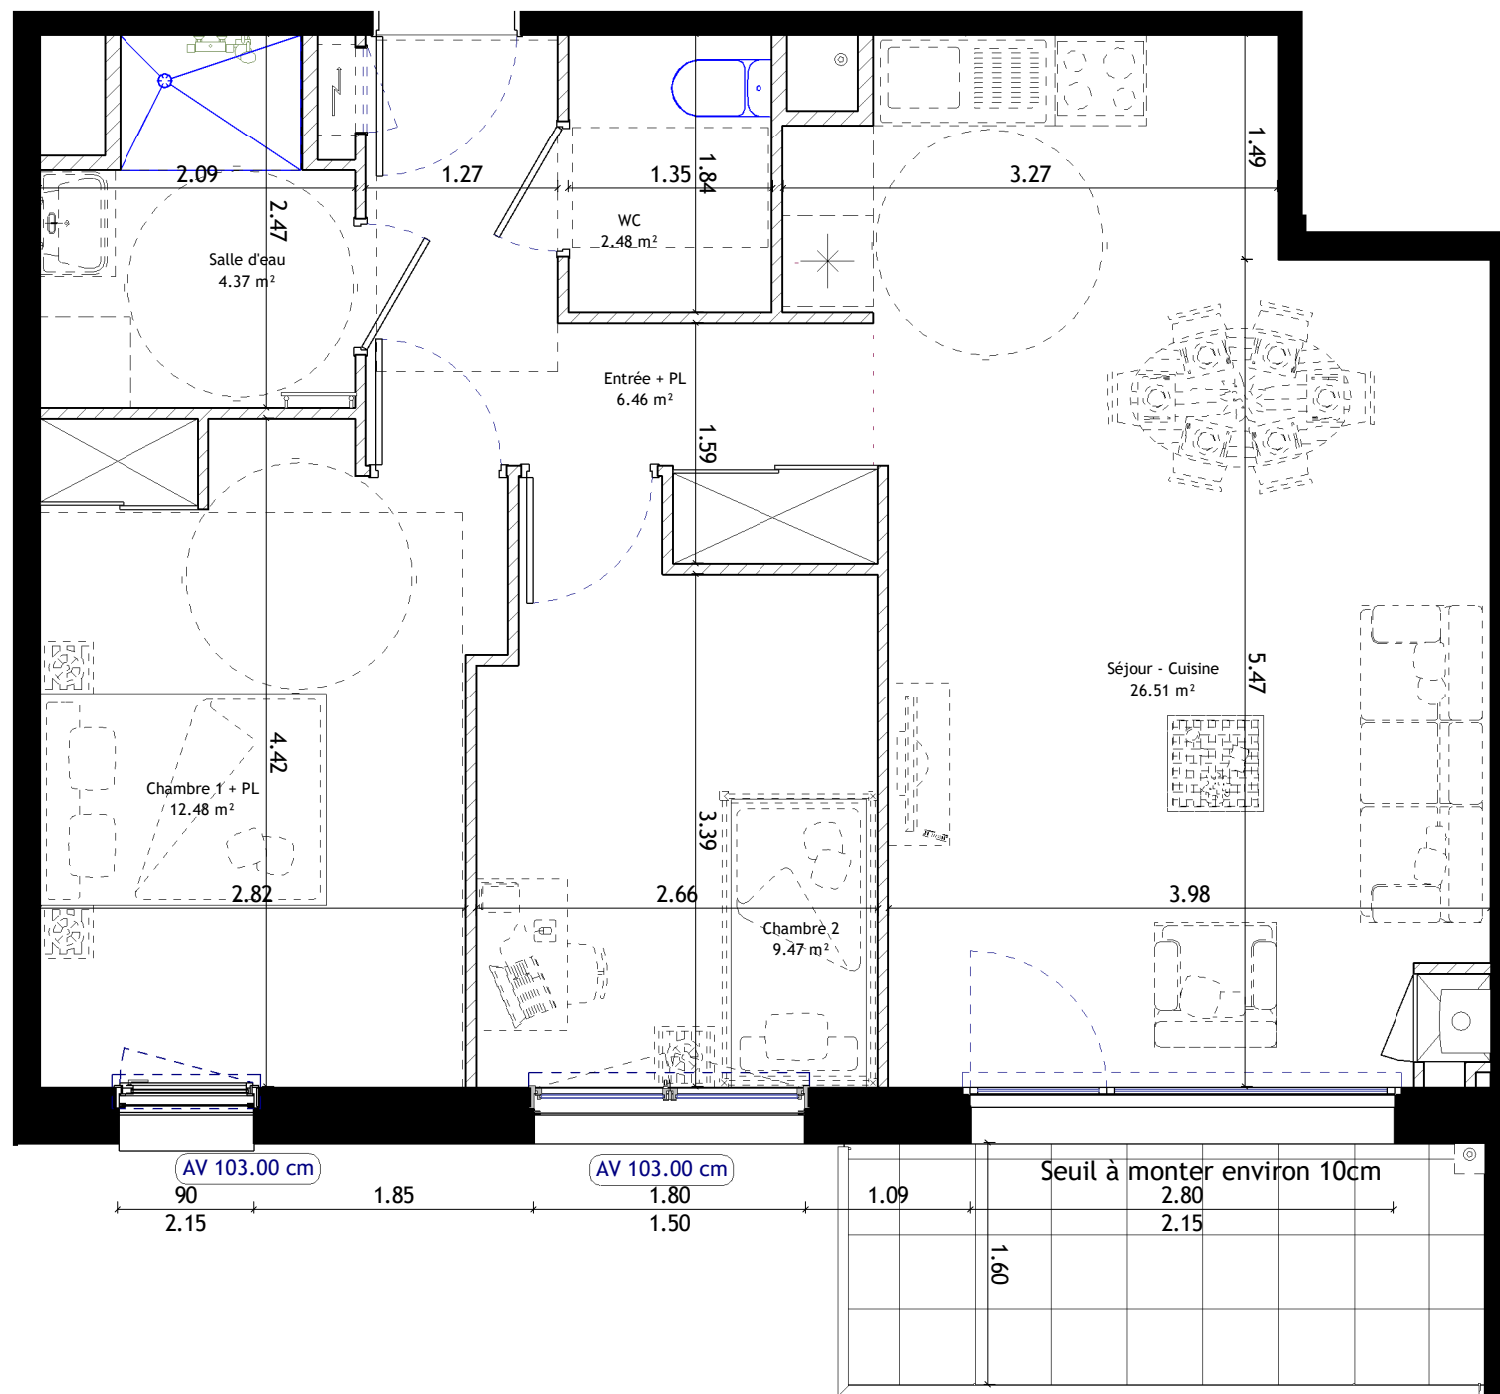 2.09
1.27
1.35
1.84
3.27
1.49
2.47
WC
2.48 m²
Salle d'eau
4.37 m²
Entrée + PL
6.46 m²
1.59
Séjour - Cuisine
26.51 m²
5.47
4.42
Chambre 1 + PL
12.48 m²
3.39
2.82
2.66
3.98
Chambre 2
9.47 m²
AV 103.00 cm
AV 103.00 cm
Seuil à monter environ 10cm
90
1.85
1.80
1.09
2.80
2.15
1.50
2.15
1.60